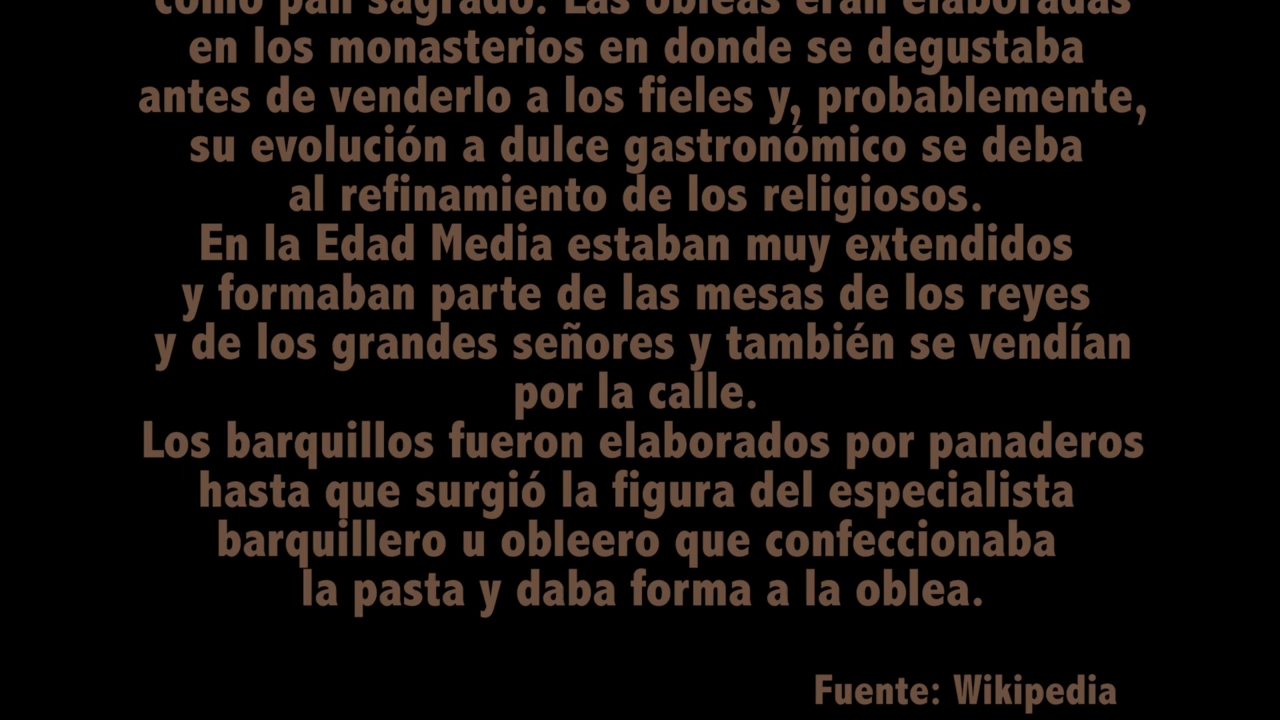 como pan sagrado. Las obleas eran elaboradas
en los monasterios en donde se degustaba
antes de venderlo a los fieles y, probablemente,
su evolución a dulce gastronómico se deba
al refinamiento de los religiosos.
En la Edad Media estaban muy extendidos
y formaban parte de las mesas de los reyes
y de los grandes señores y también se vendían
por la calle.
Los barquillos fueron elaborados por panaderos
hasta que surgió la figura del especialista
barquillero u obleero que confeccionaba
la pasta y daba forma a la oblea.
Fuente: Wikipedia